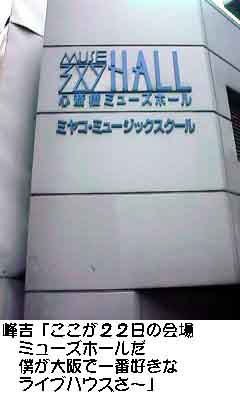 MUSE
HALL
心斎橋ミューズホール
ミヤコ・ミュージックスクール
峰吉「ここが２２日の会場
ミューズホールだ
僕が大阪で一番好きな
ライブハウスさ～」